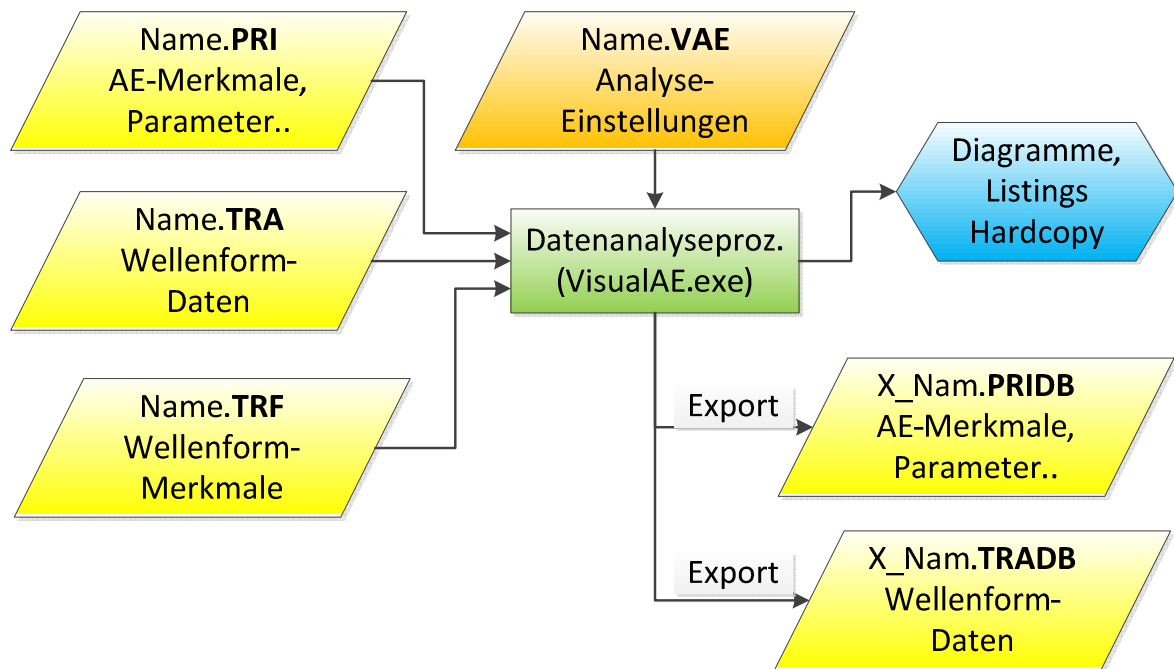 Name.PRI
AE-Merkmale,
Parameter..
Name.VAE
Analyse-
Einstellungen
Name.TRA
Wellenform-
Daten
Datenanalyseproz.
(VisualAE.exe)
Diagramme,
Listings
Hardcopy
Name.TRF
Wellenform-
Merkmale
Export
X_Nam.PRIDB
AE-Merkmale,
Parameter..
Export
X_Nam.TRADB
Wellenform-
Daten